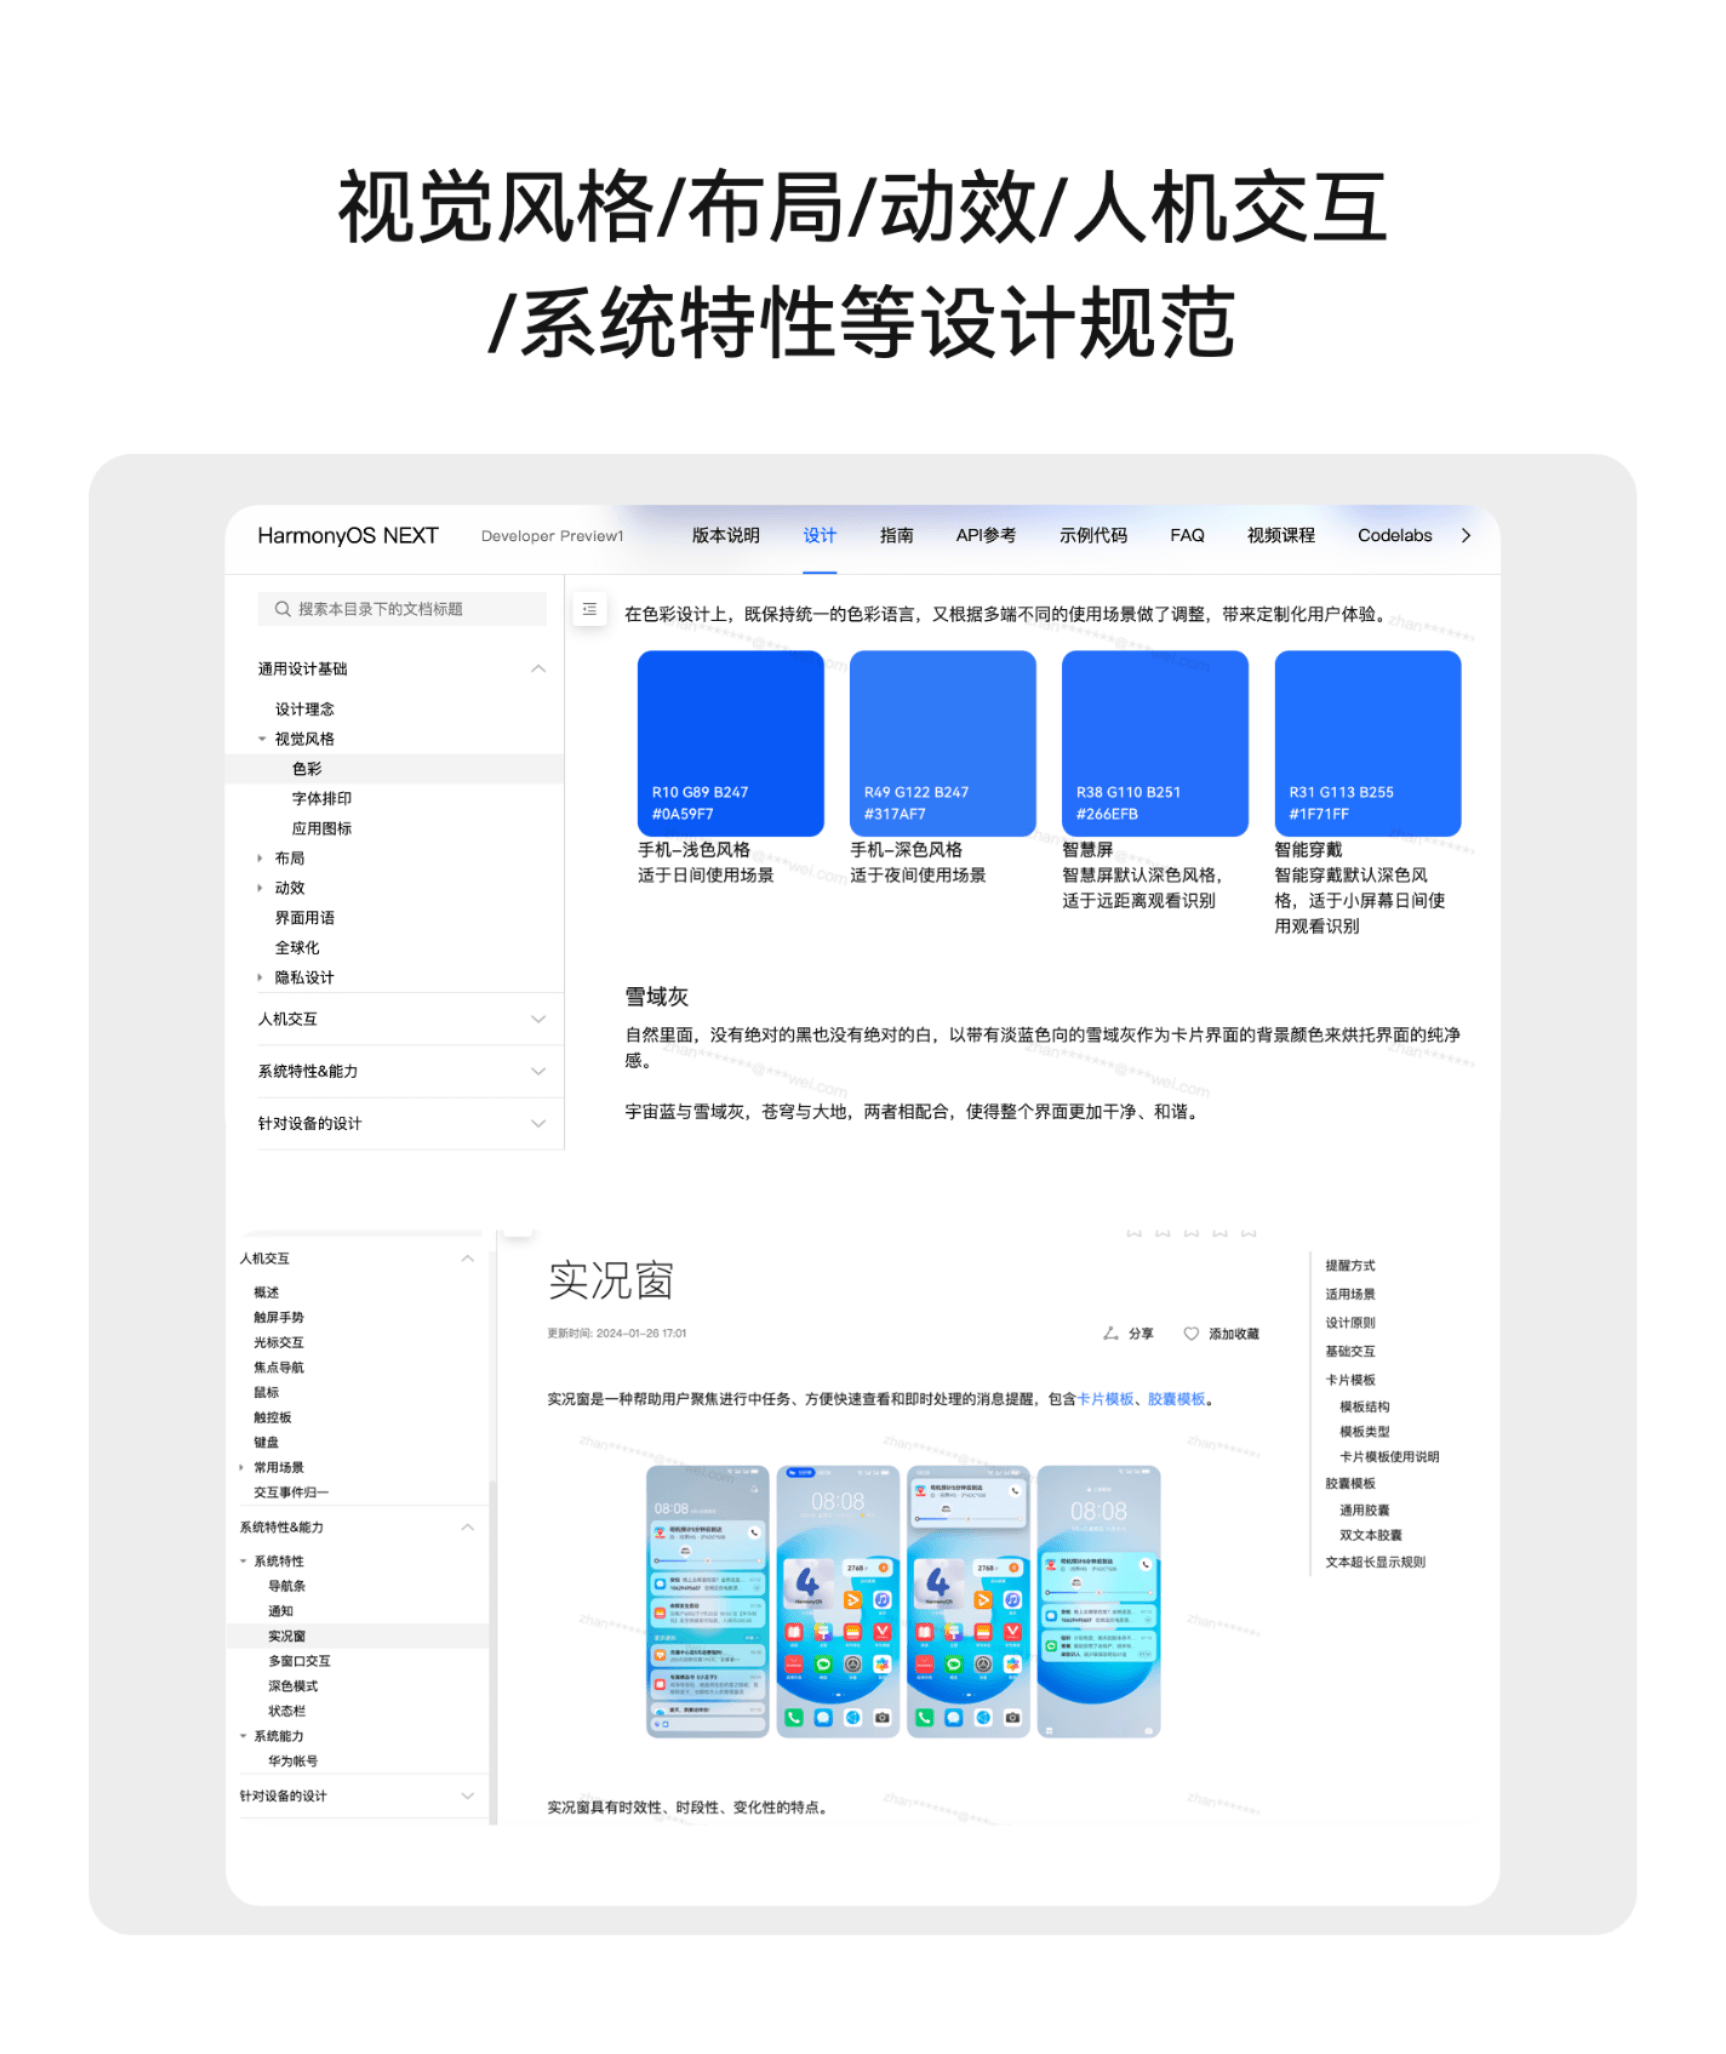 视觉风格/布局/动效/人机交互
/系统特性等设计规范
HarmonyOS NEXT
Developer Preview1
版本说明
设计
指南
API参考
示例代码
FAQ
视频课程
Codelabs
搜索本目录下的文档标题
通用设计基础
设计理念
视觉风格
色彩
字体排印
应用图标
布局
动效
界面用语
全球化
隐私设计
人机交互
系统特性&能力
针对设备的设计
在色彩设计上，既保持统一的色彩语言，又根据多端不同的使用场景做了调整，带来定制化用户体验。
R10 G89 B247
#0A59F7
手机–浅色风格
适于日间使用场景
R49 G122 B247
#317AF7
手机–深色风格
适于夜间使用场景
R38 G110 B251
#266EFB
智慧屏
智慧屏默认深色风格，
适于远距离观看识别
R31 G113 B255
#1F71FF
智能穿戴
智能穿戴默认深色风
格，适于小屏幕日间使
用观看识别
雪域灰
自然里面，没有绝对的黑也没有绝对的白，以带有淡蓝色向的雪域灰作为卡片界面的背景颜色来烘托界面的纯净
感。
宇宙蓝与雪域灰，苍穹与大地，两者相配合，使得整个界面更加干净、和谐。
zhan*******@***wei.com
人机交互
概述
触屏手势
光标交互
焦点导航
鼠标
触控板
键盘
常用场景
交互事件归一
系统特性&能力
系统特性
导航条
通知
实况窗
多窗口交互
深色模式
状态栏
系统能力
华为帐号
针对设备的设计
实况窗
更新时间: 2024–01–26 17:01
分享
添加收藏
实况窗是一种帮助用户聚焦进行中任务、方便快速查看和即时处理的消息提醒，包含卡片模板、胶囊模板。
08:08
08:08
08:08
2768
2768
4
4
HarmonyOS
HarmonyOS
实况窗具有时效性、时段性、变化性的特点。
提醒方式
适用场景
设计原则
基础交互
卡片模板
模板结构
模板类型
卡片模板使用说明
胶囊模板
通用胶囊
双文本胶囊
文本超长显示规则